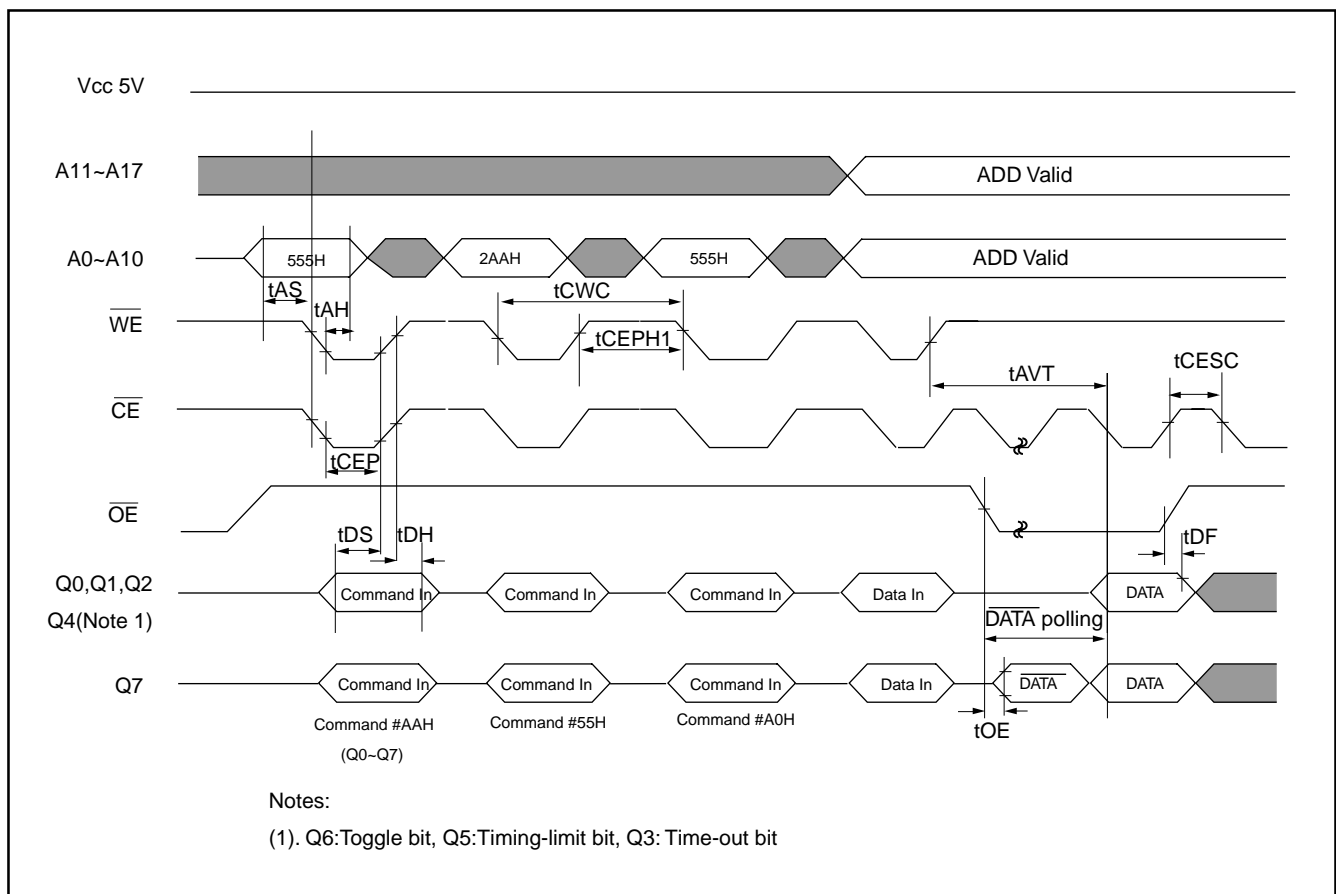 Vcc 5V
A11~A17
ADD Valid
A0~A10
555H
2AAH
555H
ADD Valid
tAS
tAH
tCWC
WE
tCEPH1
tAVT
tCESC
CE
tCEP
OE
tDS
tDH
tDF
Q0,Q1,Q2
Command In
Command In
Command In
Data In
DATA
Q4(Note 1)
DATA polling
Q7
Command In
Command In
Command In
Data In
DATA
DATA
Command #AAH
Command #55H
Command #A0H
tOE
(Q0~Q7)
Notes:
(1). Q6:Toggle bit, Q5:Timing-limit bit, Q3: Time-out bit